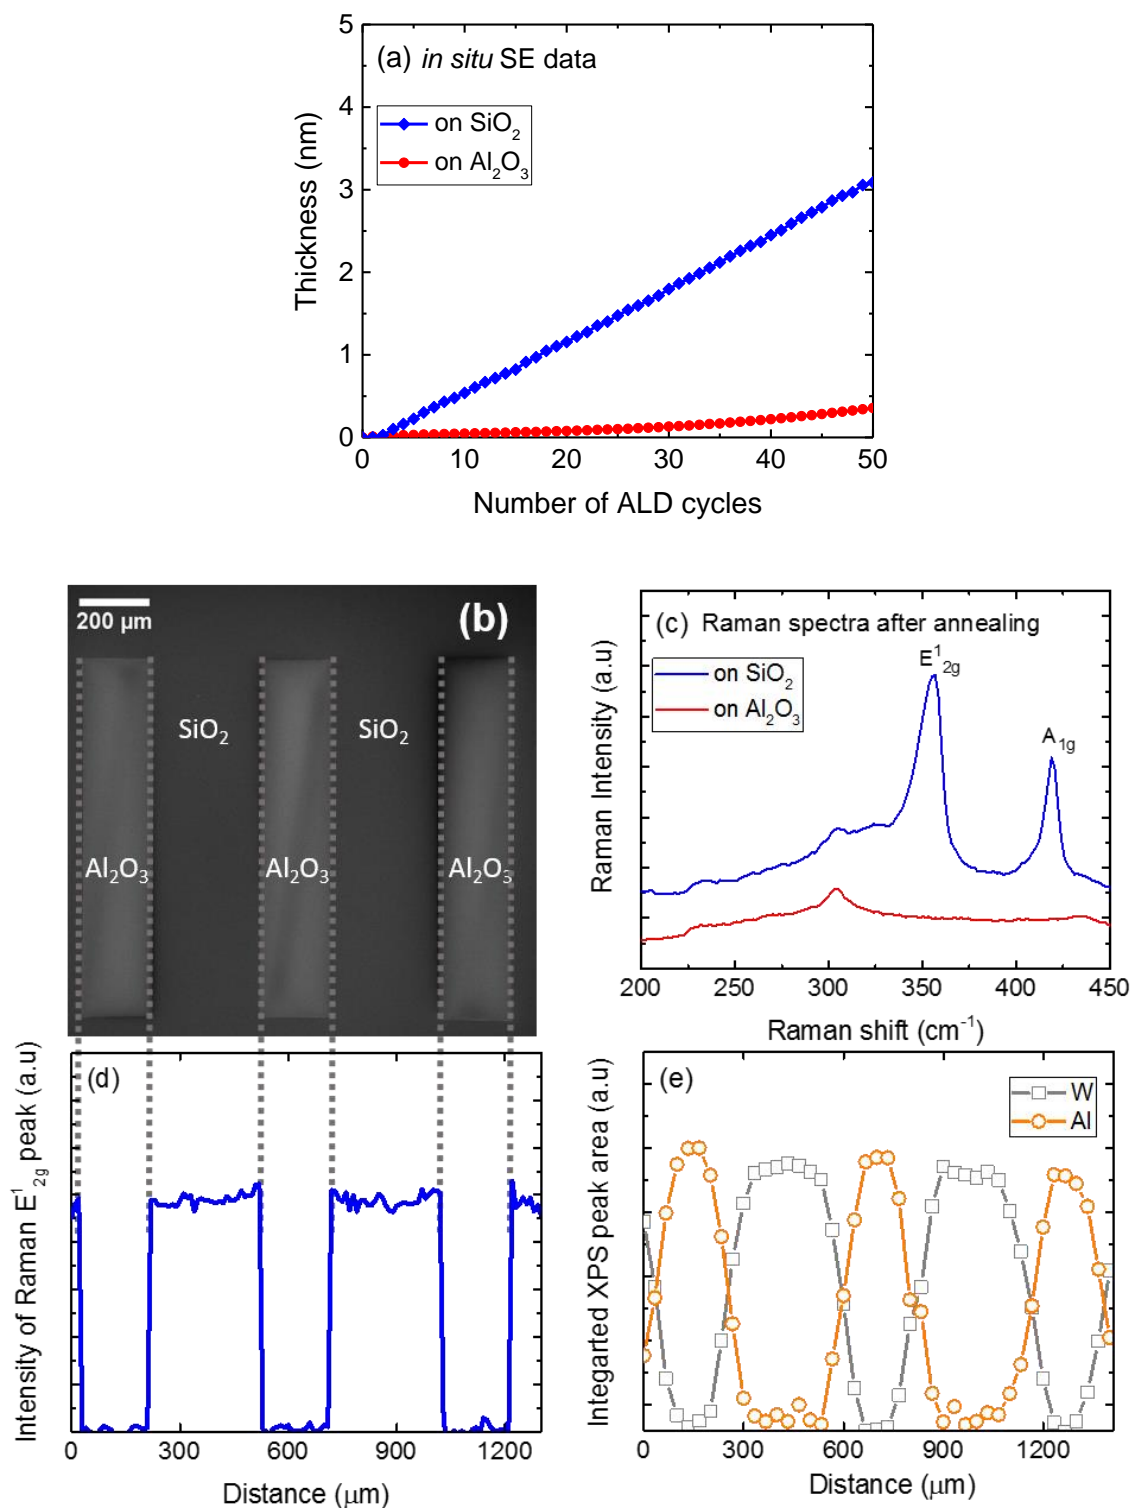 (a) in situ SE data
on SiO2
on Al2O3
Thickness (nm)
5
4
3
2
1
0
0 10 20 30 40 50
Number of ALD cycles
200 µm
(b)
SiO2 SiO2
Al2O3 Al2O3 Al2O3
(c) Raman spectra after annealing
on SiO2
on Al2O3
E¹2g
A1g
Raman Intensity (a.u)
200 250 300 350 400 450
Raman shift (cm⁻¹)
(d)
Intensity of Raman E¹2g peak (a.u)
0 300 600 900 1200
Distance (µm)
(e)
W
Al
Integarted XPS peak area (a.u)
0 300 600 900 1200
Distance (µm)